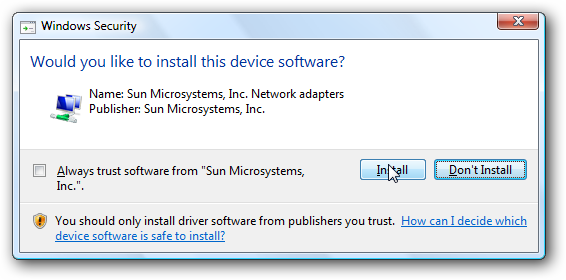 Windows Security
Would you like to install this device software?
Name: Sun Microsystems, Inc. Network adapters
Publisher: Sun Microsystems, Inc.
Always trust software from "Sun Microsystems,
Inc.".
Install
Don't Install
You should only install driver software from publishers you trust. How can I decide which
device software is safe to install?